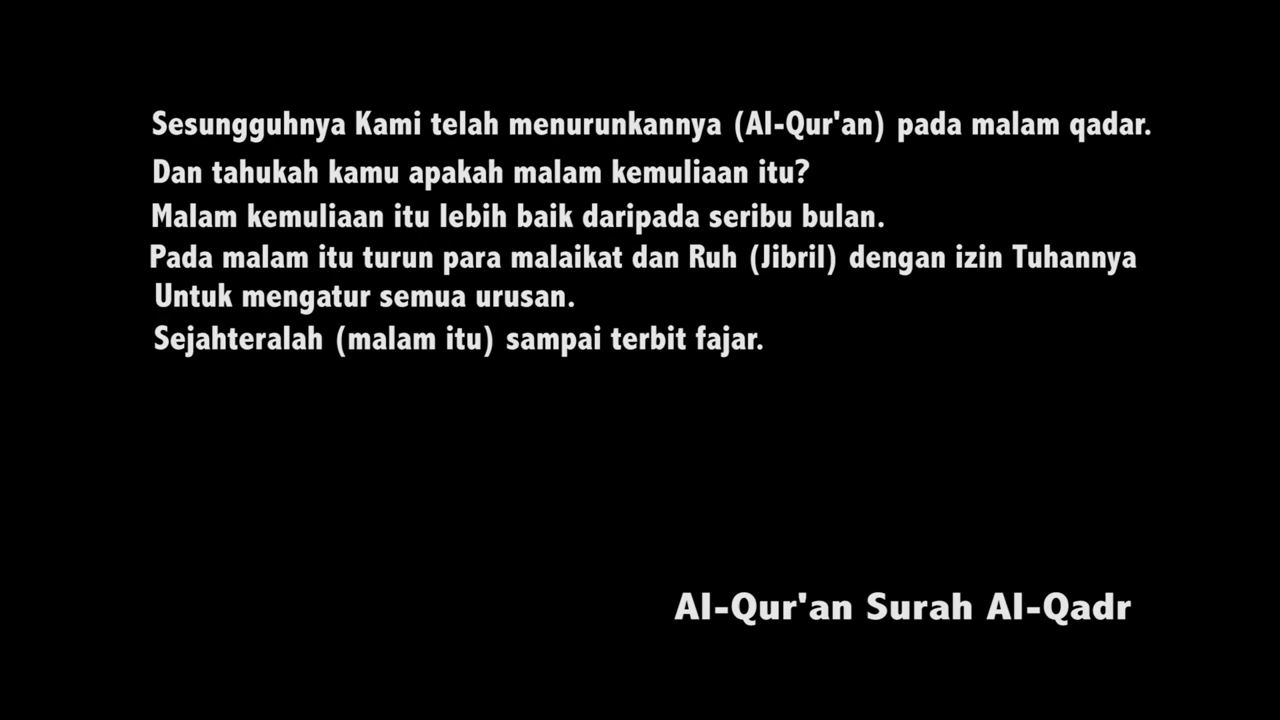 Sesungguhnya Kami telah menurunkannya (Al-Qur'an) pada malam qadar.
Dan tahukah kamu apakah malam kemuliaan itu?
Malam kemuliaan itu lebih baik daripada seribu bulan.
Pada malam itu turun para malaikat dan Ruh (Jibril) dengan izin Tuhannya
Untuk mengatur semua urusan.
Sejahteralah (malam itu) sampai terbit fajar.
Al-Qur'an Surah Al-Qadr